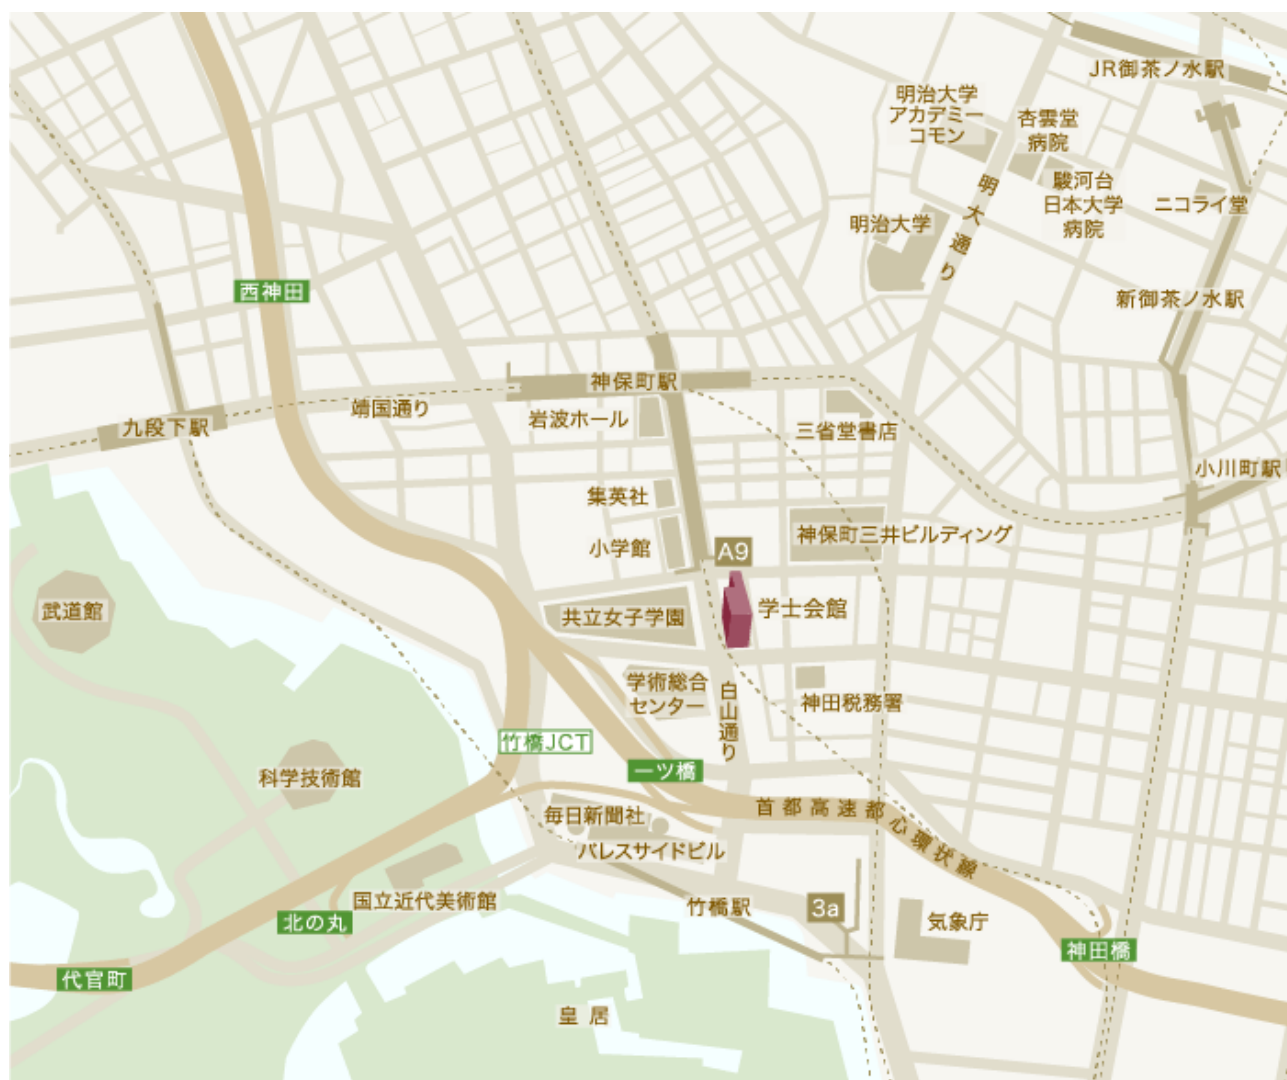 JR御茶ノ水駅
明治大学
アカデミー
コモン
杏雲堂
病院
駿河台
日本大学
病院
明大通り
ニコライ堂
明治大学
西神田
新御茶ノ水駅
神保町駅
靖国通り
岩波ホール
九段下駅
三省堂書店
小川町駅
集英社
神保町三井ビルディング
小学館
A9
武道館
共立女子学園
学士会館
学術総合
センター
白山通り
神田税務署
竹橋JCT
一ツ橋
科学技術館
毎日新聞社
首都高速都心環状線
パレスサイドビル
国立近代美術館
竹橋駅
3a
北の丸
気象庁
神田橋
代官町
皇居